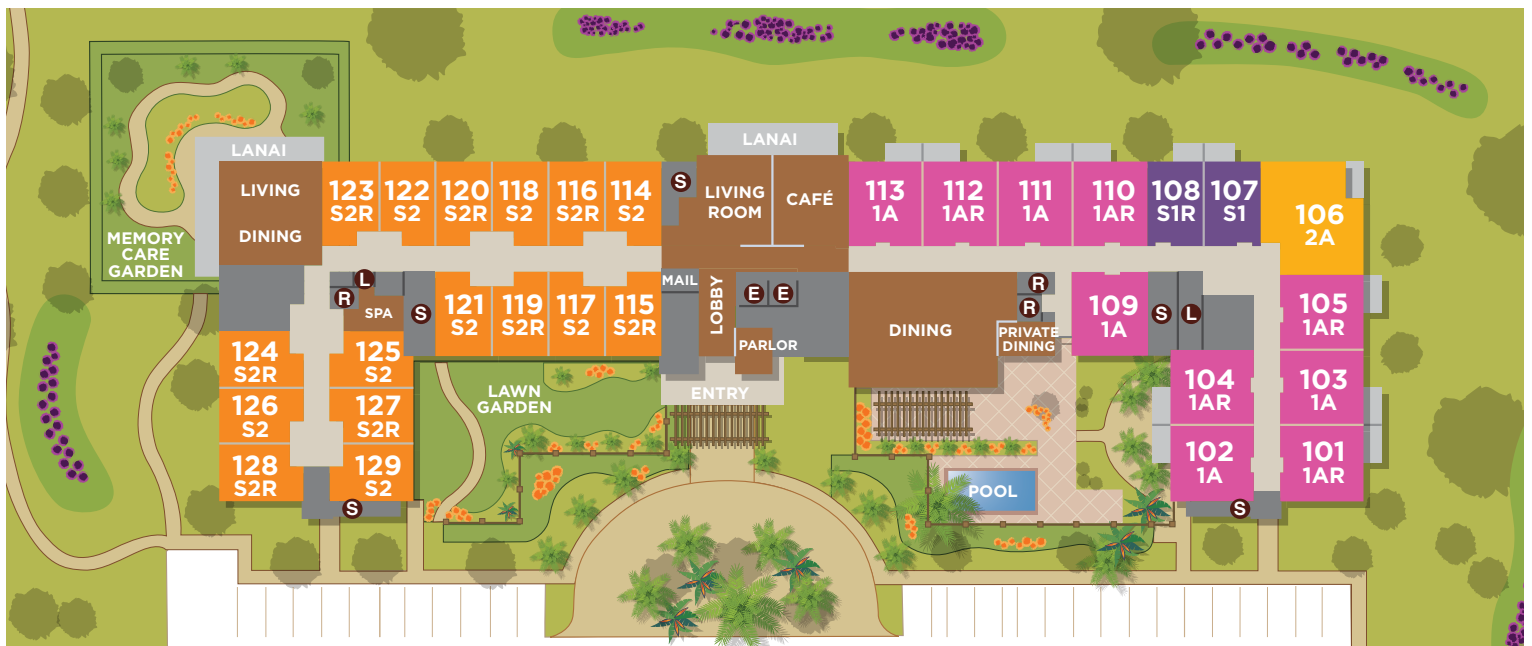 LANAI
LIVING
DINING
MEMORY
CARE
GARDEN
123
S2R
122
S2
120
S2R
118
S2
116
S2R
114
S2
S
LANAI
LIVING
ROOM
CAFÉ
113
1A
112
1AR
111
1A
110
1AR
108
S1R
107
S1
106
2A
L
R
SPA
S
121
S2
119
S2R
117
S2
115
S2R
MAIL
LOBBY
E
E
PARLOR
ENTRY
DINING
R
R
PRIVATE
DINING
109
1A
S
L
105
1AR
124
S2R
125
S2
126
S2
127
S2R
128
S2R
129
S2
S
LAWN
GARDEN
POOL
104
1AR
103
1A
102
1A
101
1AR
S